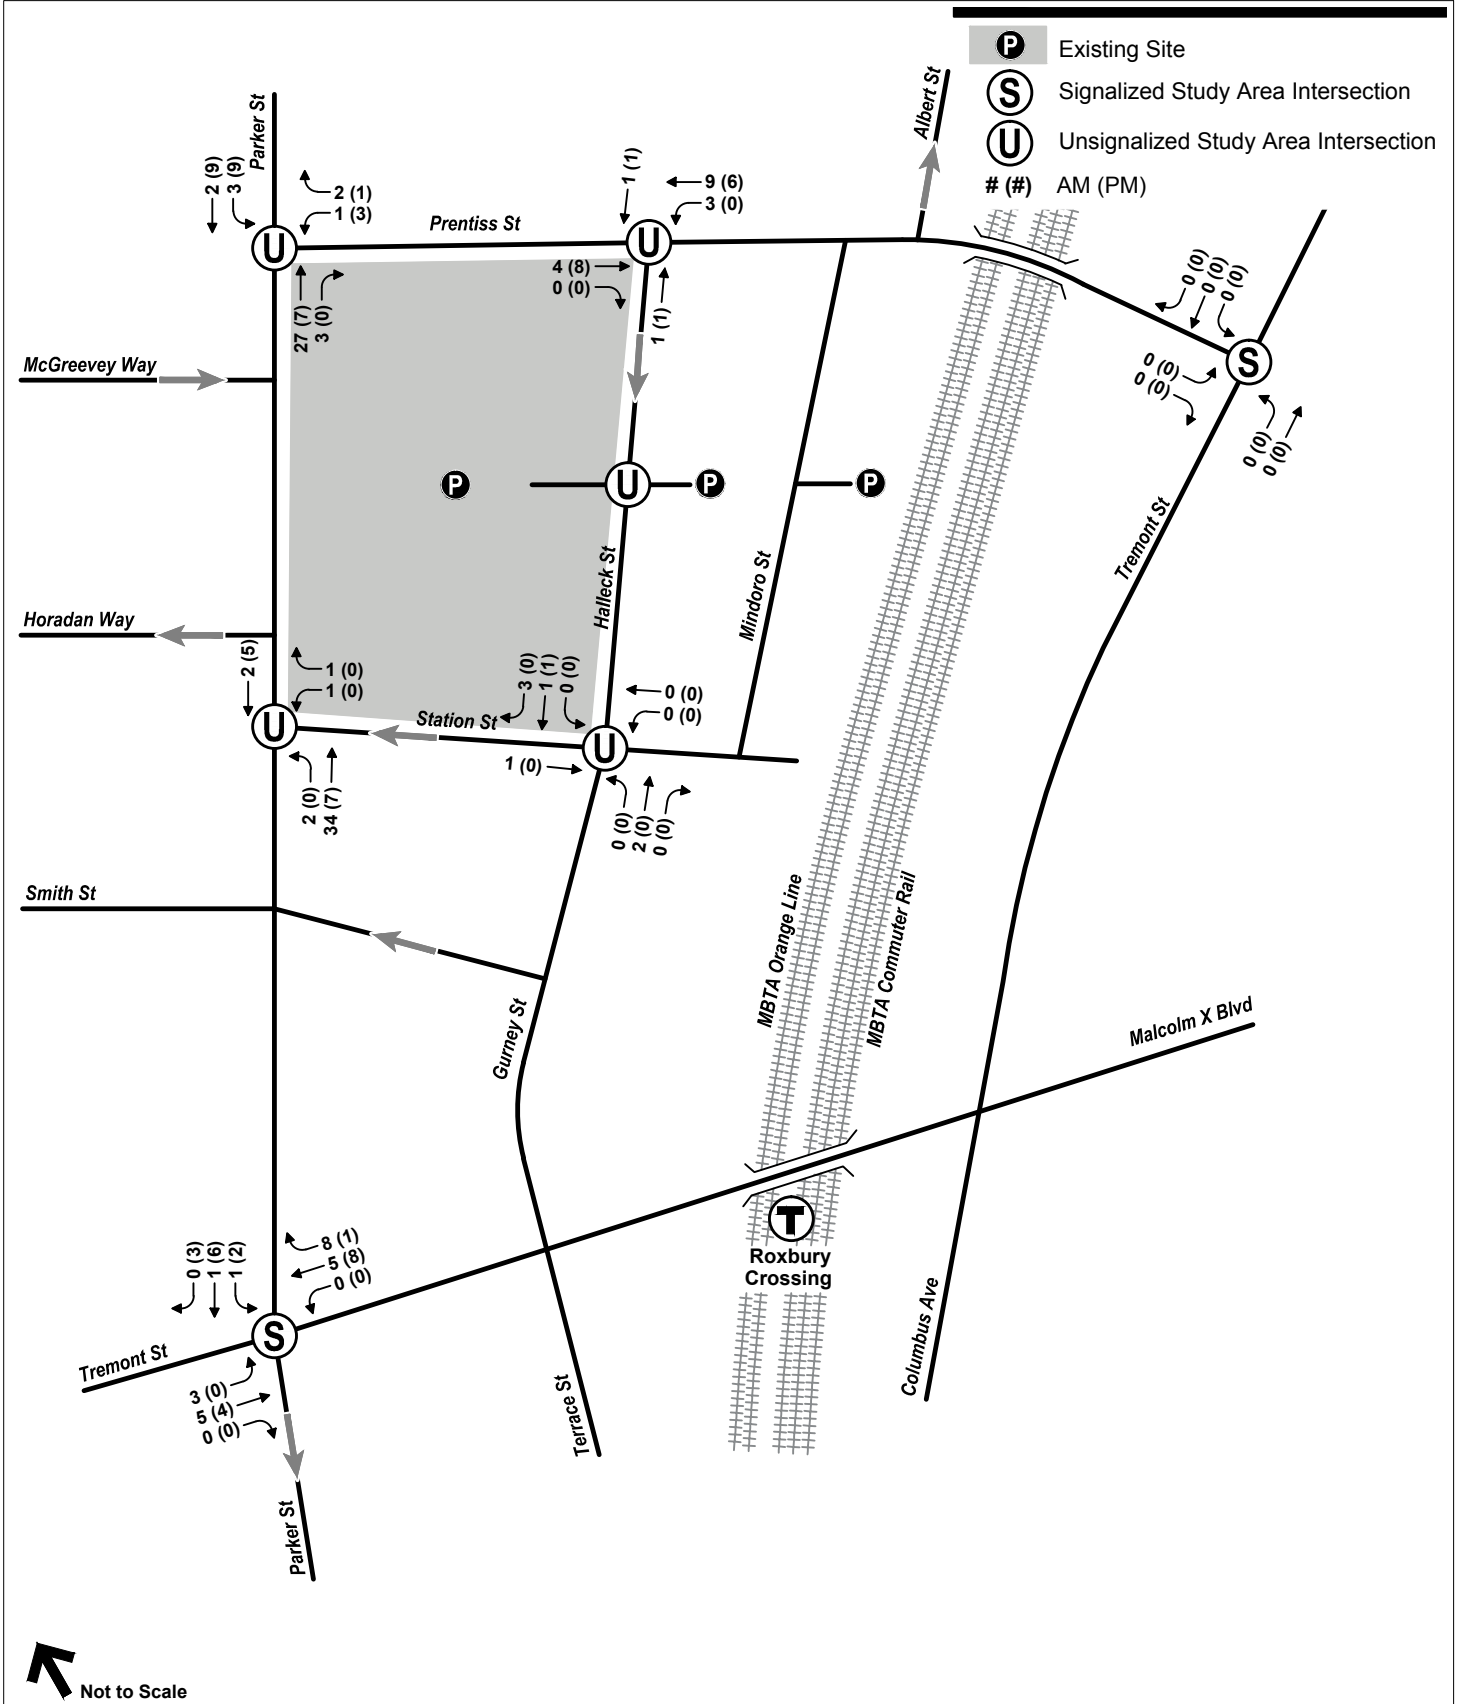 P Existing Site
S Signalized Study Area Intersection
U Unsignalized Study Area Intersection
# (#) AM (PM)
Albert St
Parker St
2 (9)
3 (9)
2 (1)
1 (3)
U
27 (7)
3 (0)
Prentiss St
1 (1)
9 (6)
3 (0)
U
4 (8)
0 (0)
1 (1)
0 (0)
0 (0)
0 (0)
S
0 (0)
0 (0)
0 (0)
0 (0)
McGreevey Way
P
U
P
P
Halleck St
Mindoro St
Tremont St
Horadan Way
2 (5)
1 (0)
1 (0)
U
2 (0)
34 (7)
Station St
3 (0)
1 (1)
0 (0)
0 (0)
0 (0)
U
1 (0)
0 (0)
2 (0)
0 (0)
Smith St
MBTA Orange Line
MBTA Commuter Rail
Gurney St
Malcolm X Blvd
T
Roxbury
Crossing
0 (3)
1 (6)
1 (2)
8 (1)
5 (8)
0 (0)
S
Tremont St
3 (0)
5 (4)
0 (0)
Columbus Ave
Terrace St
Parker St
Not to Scale